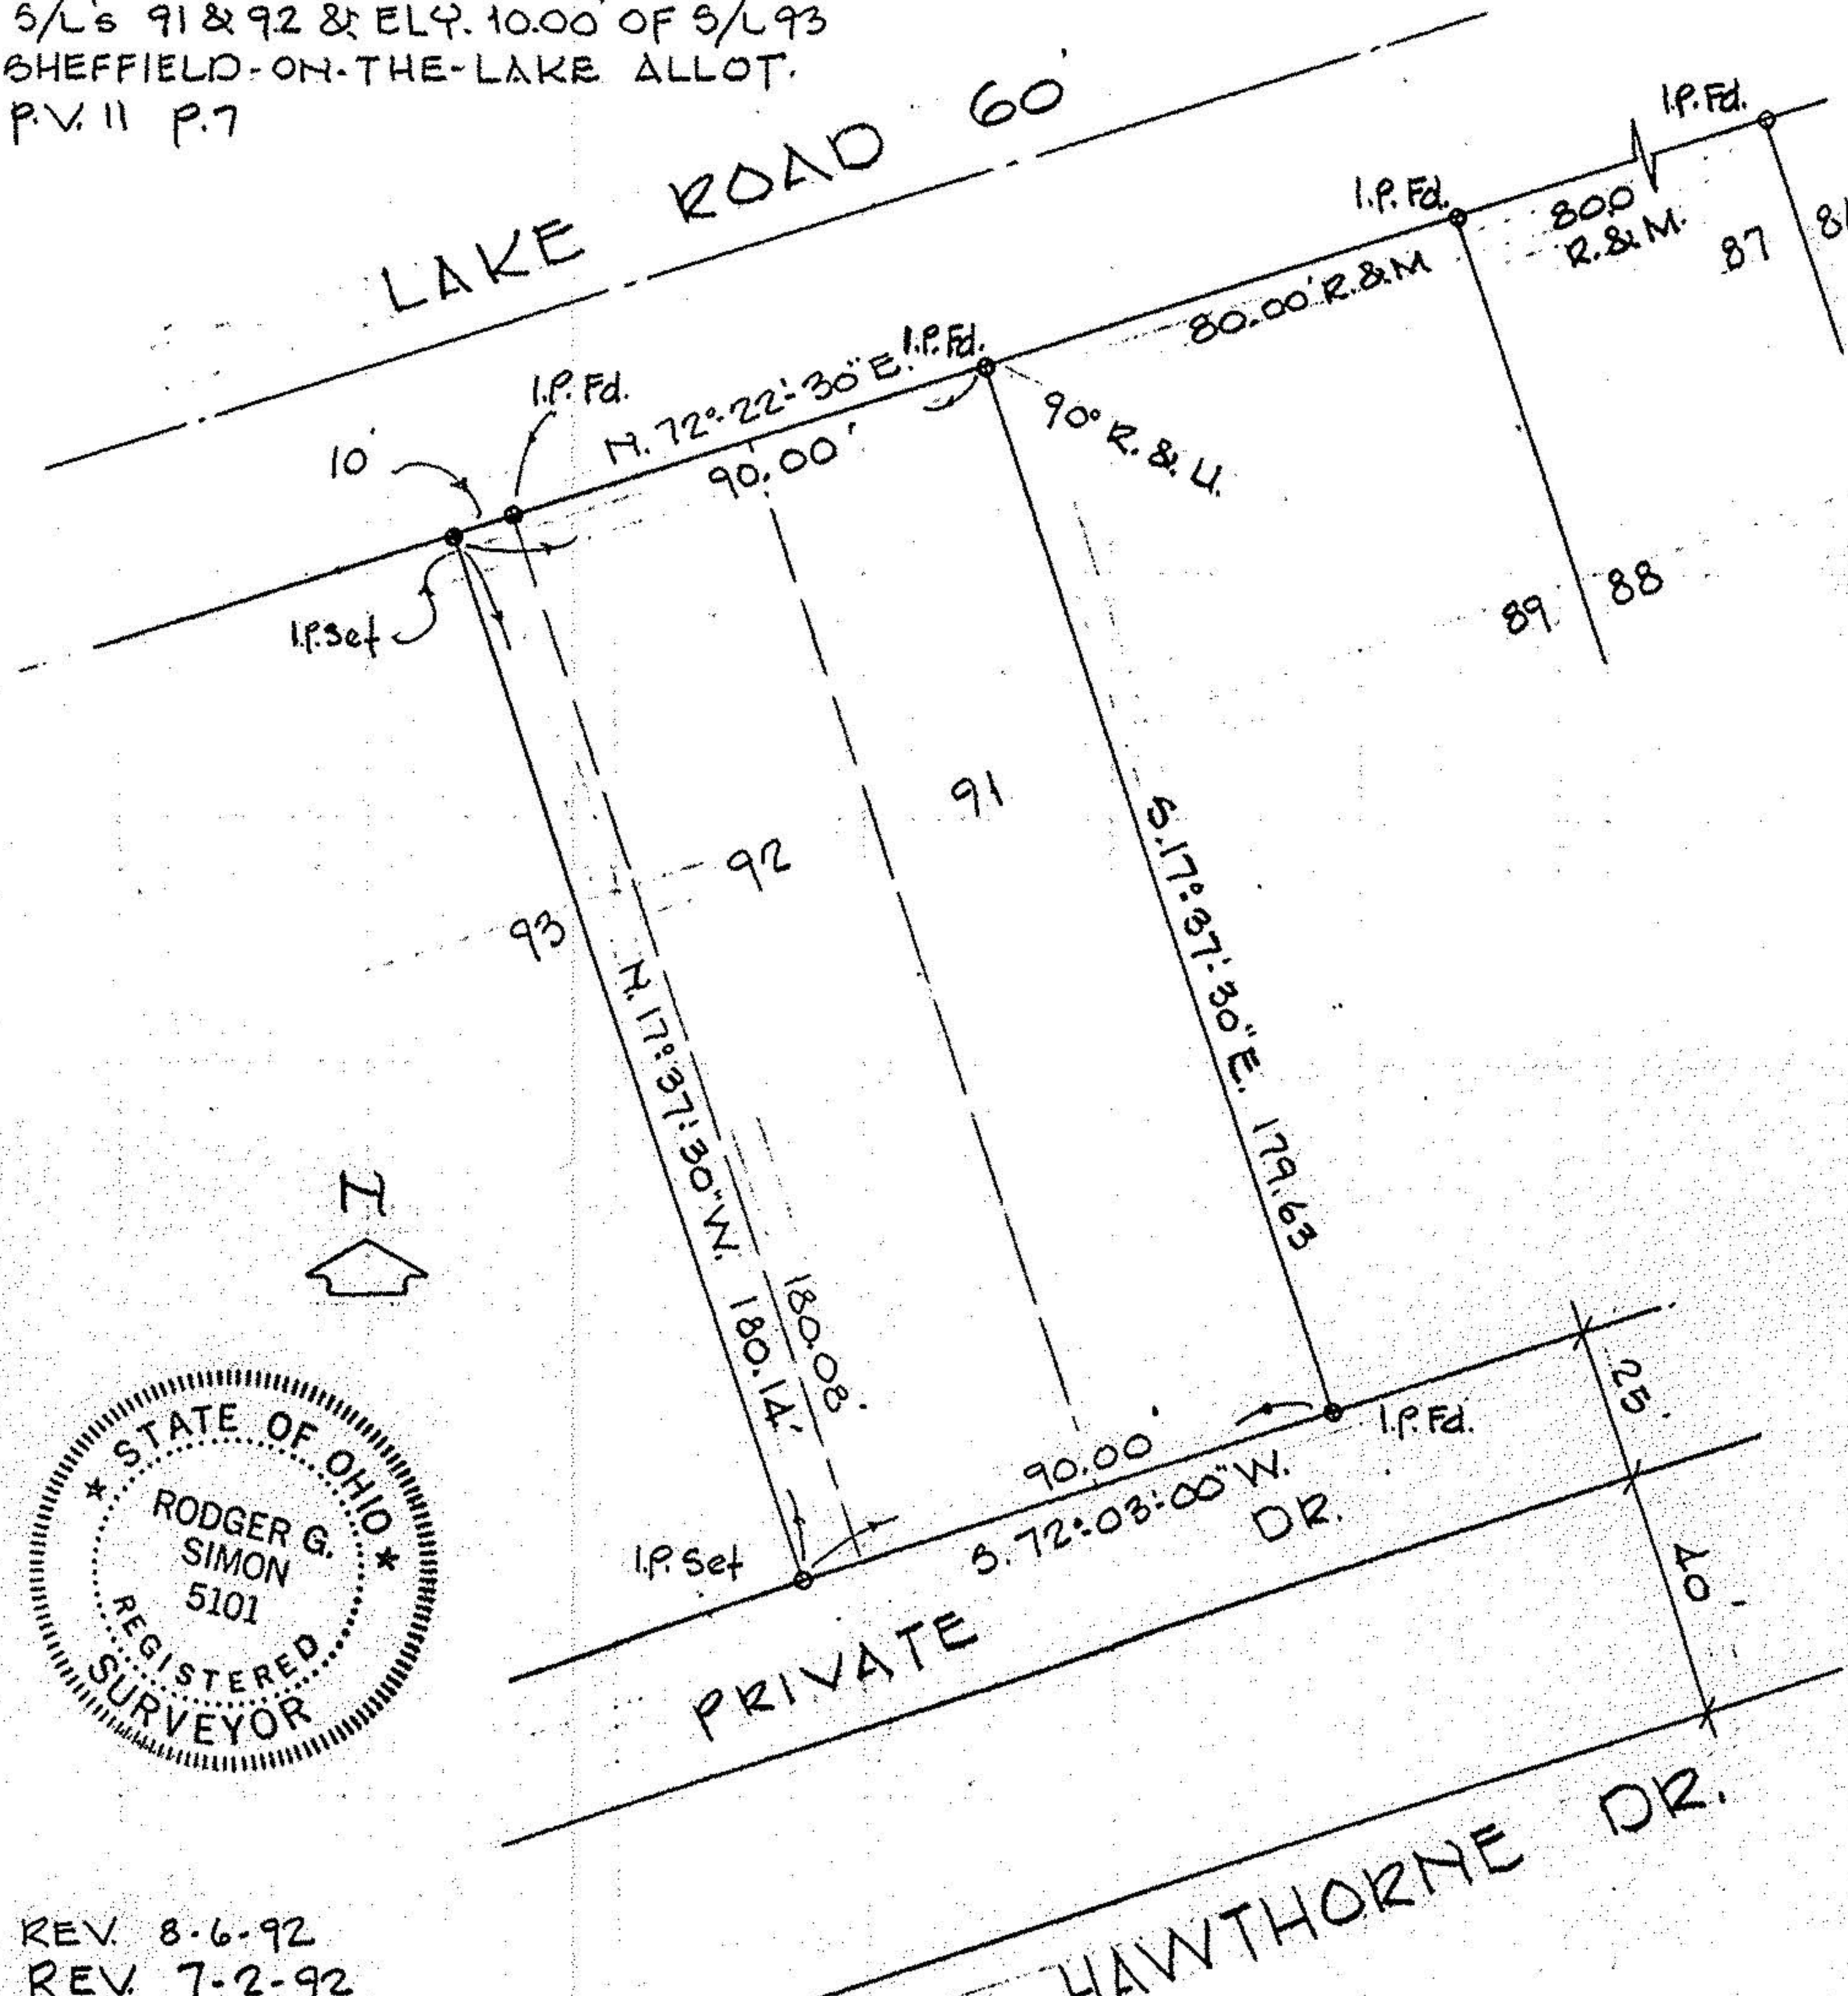 S/L's 91 & 92 & ELY. 10.00' OF S/L 93
SHEFFIELD-ON-THE-LAKE ALLOT.
P.V. 11 P.7
LAKE ROAD 60'
I.P. Fd.
I.P. Fd.
80.0
R. & M.
87
80.00' R. & M
I.P. Fd.
I.P. Fd.
N. 72°-22'-30" E.
90.00'
90° R. & U.
10'
I.P. Set
89
88
91
92
93
S. 17°-37'-30" E. 179.63
N. 17°-37'-30" W. 180.14'
180.08'
N
25'
I.P. Fd.
90.00'
S. 72°-03'-00" W.
I.P. Set
PRIVATE DR.
40'
STATE OF OHIO
RODGER G.
SIMON
5101
REGISTERED
SURVEYOR
HAWTHORNE DR.
REV. 8-6-92
REV. 7-2-92